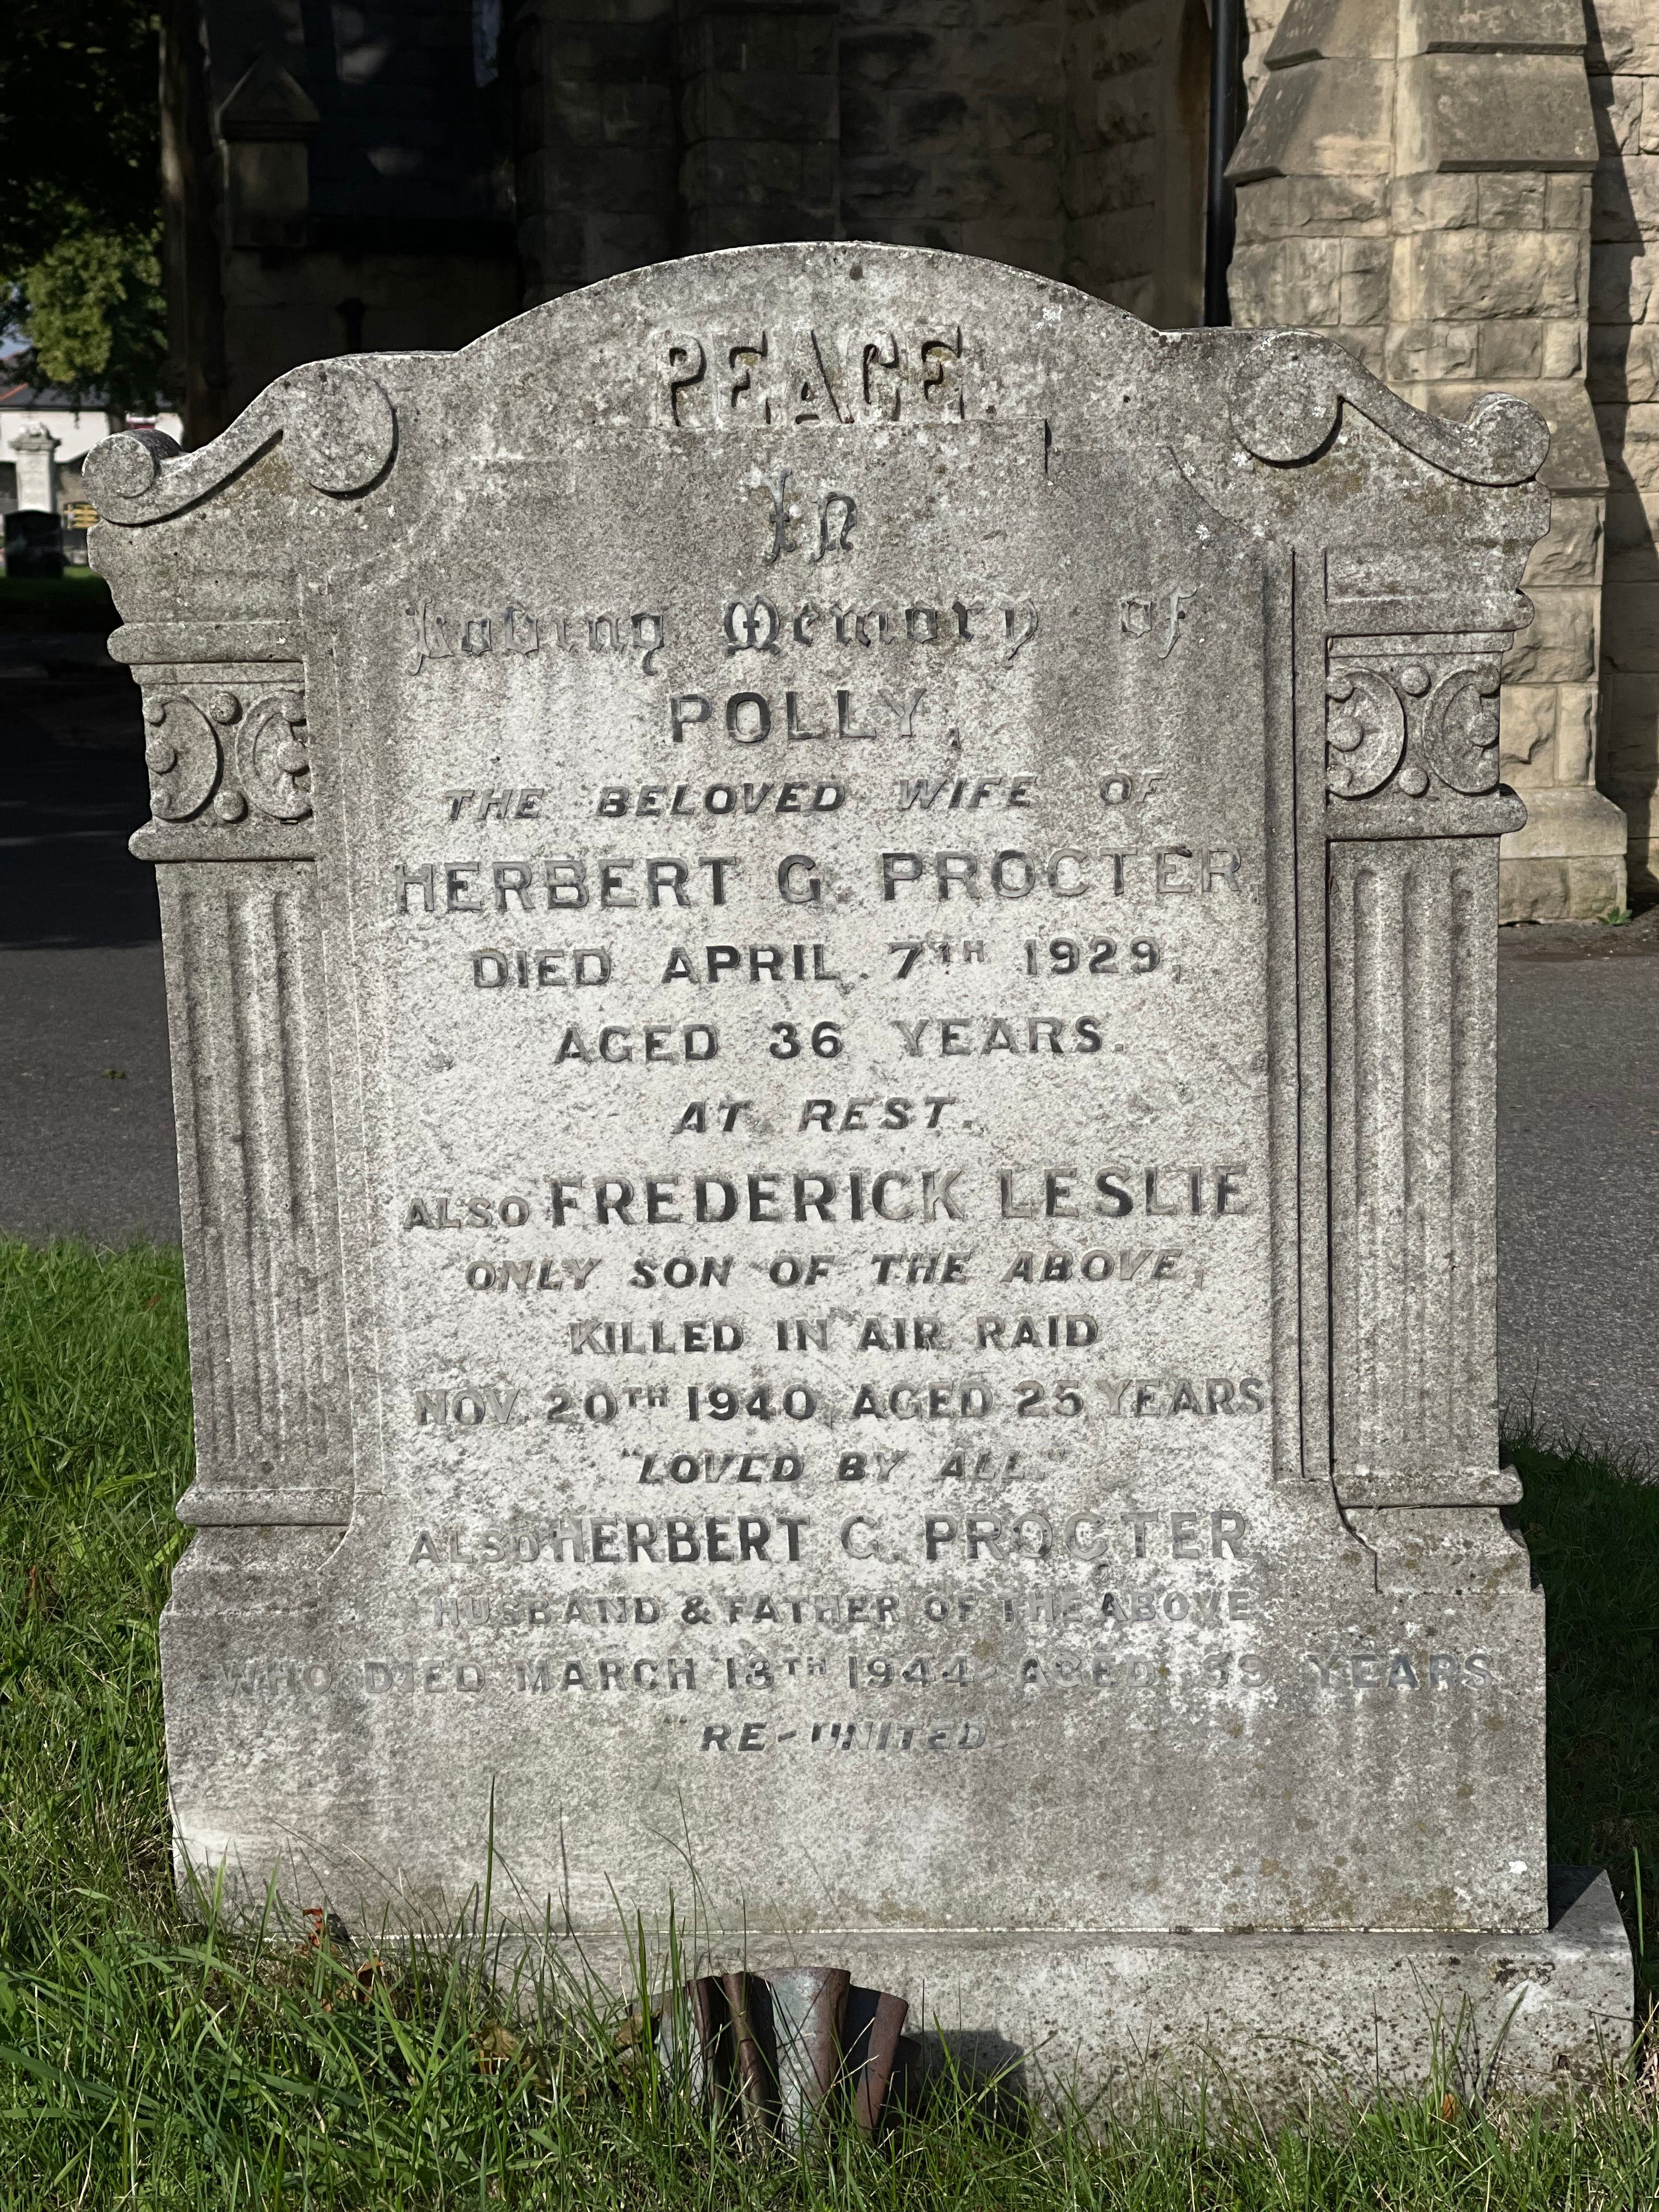 PEACE
In
Loving Memory of
POLLY,
THE BELOVED WIFE OF
HERBERT G. PROCTER,
DIED APRIL 7TH 1929,
AGED 36 YEARS.
AT REST.
ALSO FREDERICK LESLIE
ONLY SON OF THE ABOVE,
KILLED IN AIR RAID
NOV. 20TH 1940, AGED 25 YEARS
"LOVED BY ALL."
ALSO HERBERT G. PROCTER
HUSBAND & FATHER OF THE ABOVE
WHO DIED MARCH 13TH 1944 AGED 59 YEARS
"RE-UNITED